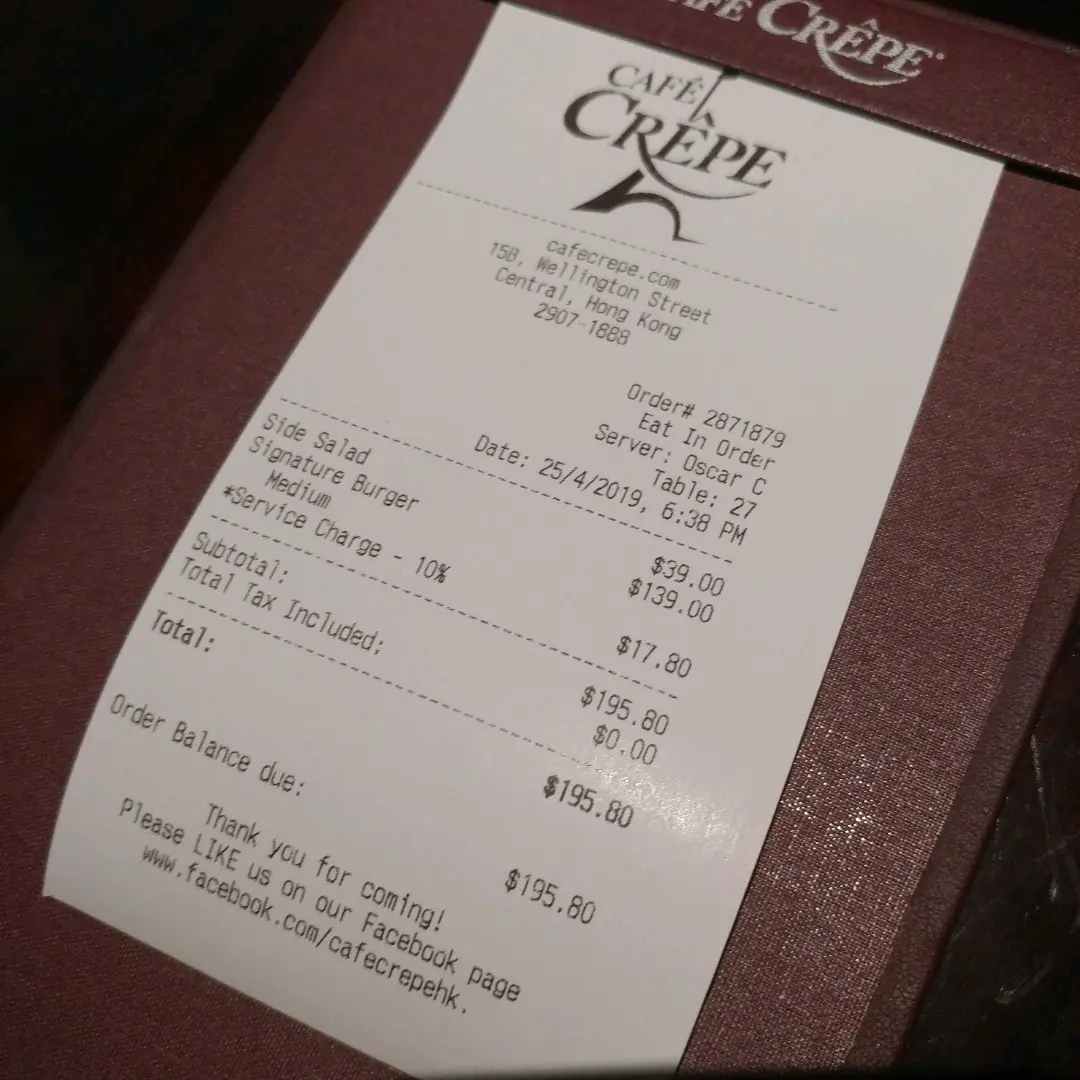 CAFÉ CRÊPE
CAFÉ
CRÊPE
cafecrepe.com
15B, Wellington Street
Central, Hong Kong
2907-1888
Order# 2871879
Eat In Order
Server: Oscar C
Table: 27
Date: 25/4/2019, 6:38 PM
Side Salad $39.00
Signature Burger $139.00
Medium
*Service Charge - 10% $17.80
Subtotal: $195.80
Total Tax Included: $0.00
Total: $195.80
Order Balance due: $195.80
Thank you for coming!
Please LIKE us on our Facebook page
www.facebook.com/cafecrepehk.